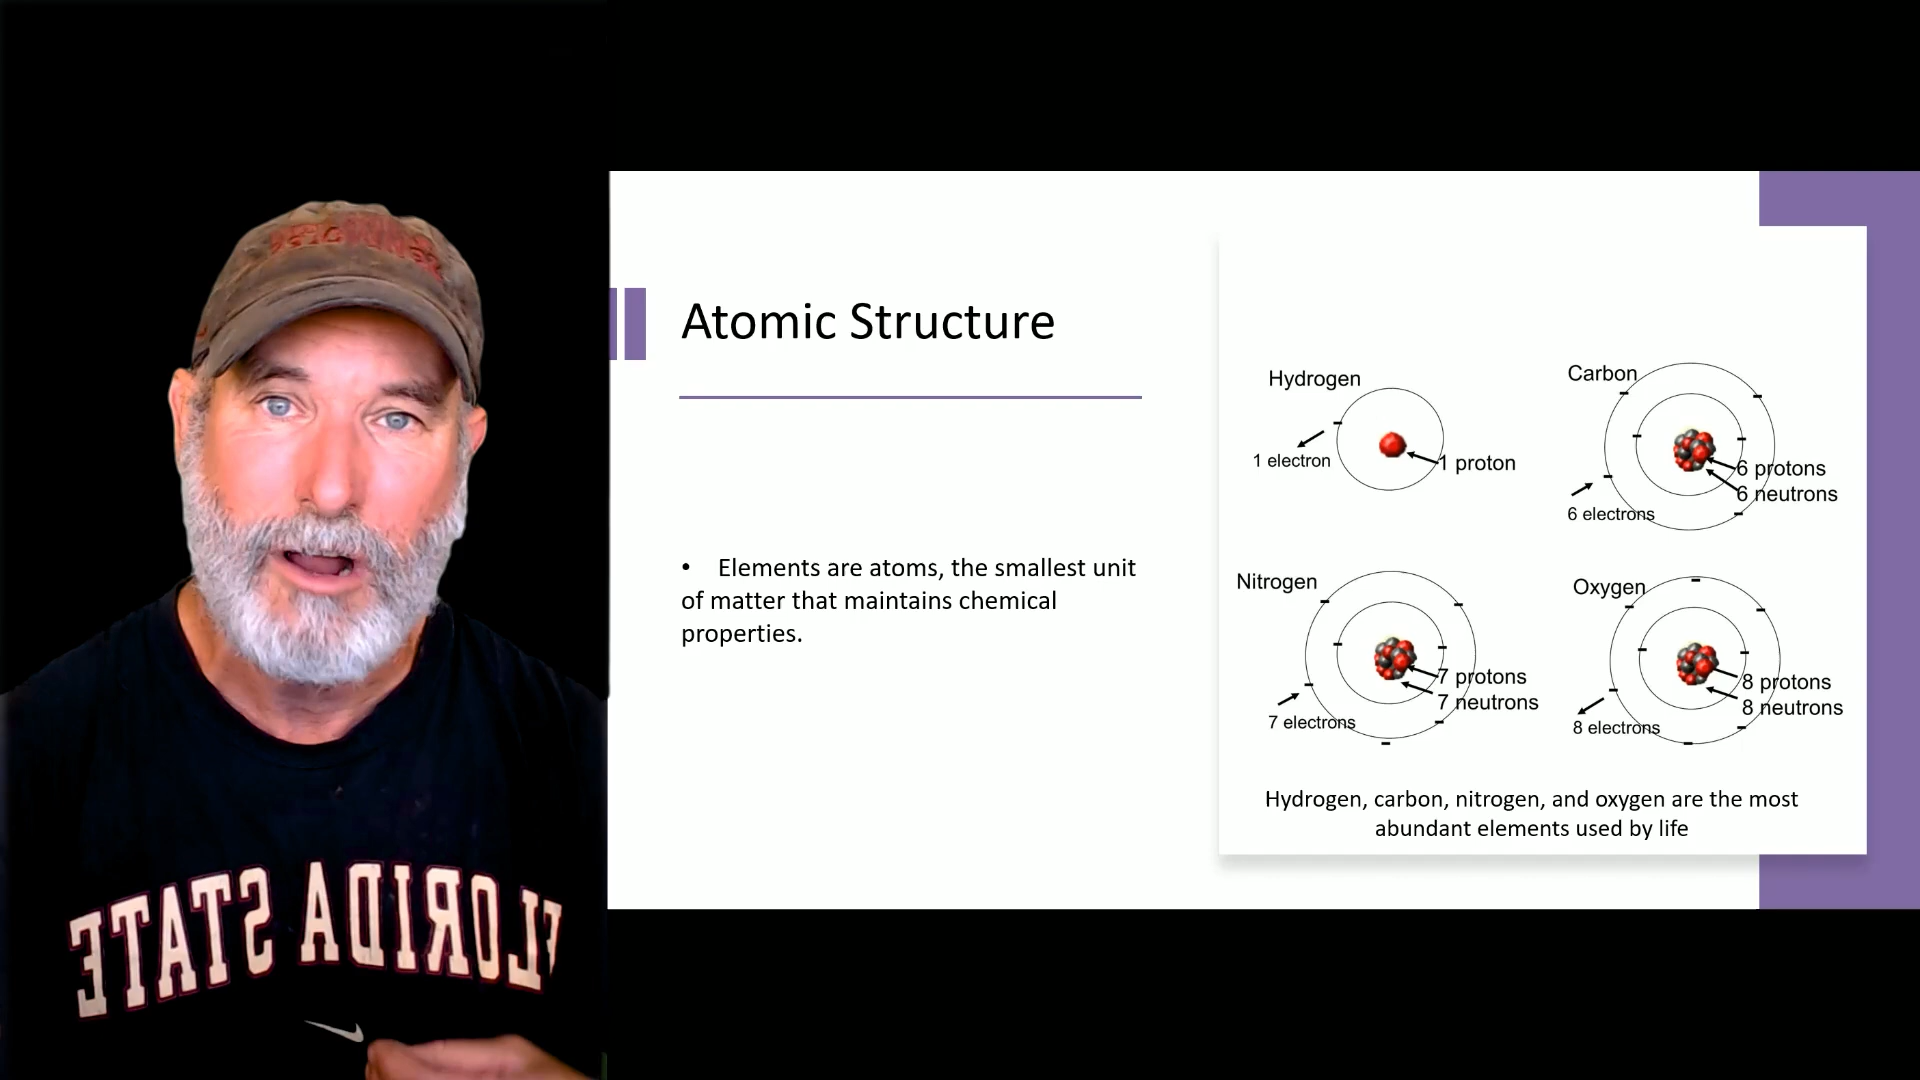 FLORIDA STATE
Atomic Structure
• Elements are atoms, the smallest unit
of matter that maintains chemical
properties.
Hydrogen
1 electron
1 proton
Carbon
6 protons
6 neutrons
6 electrons
Nitrogen
7 protons
7 neutrons
7 electrons
Oxygen
8 protons
8 neutrons
8 electrons
Hydrogen, carbon, nitrogen, and oxygen are the most
abundant elements used by life